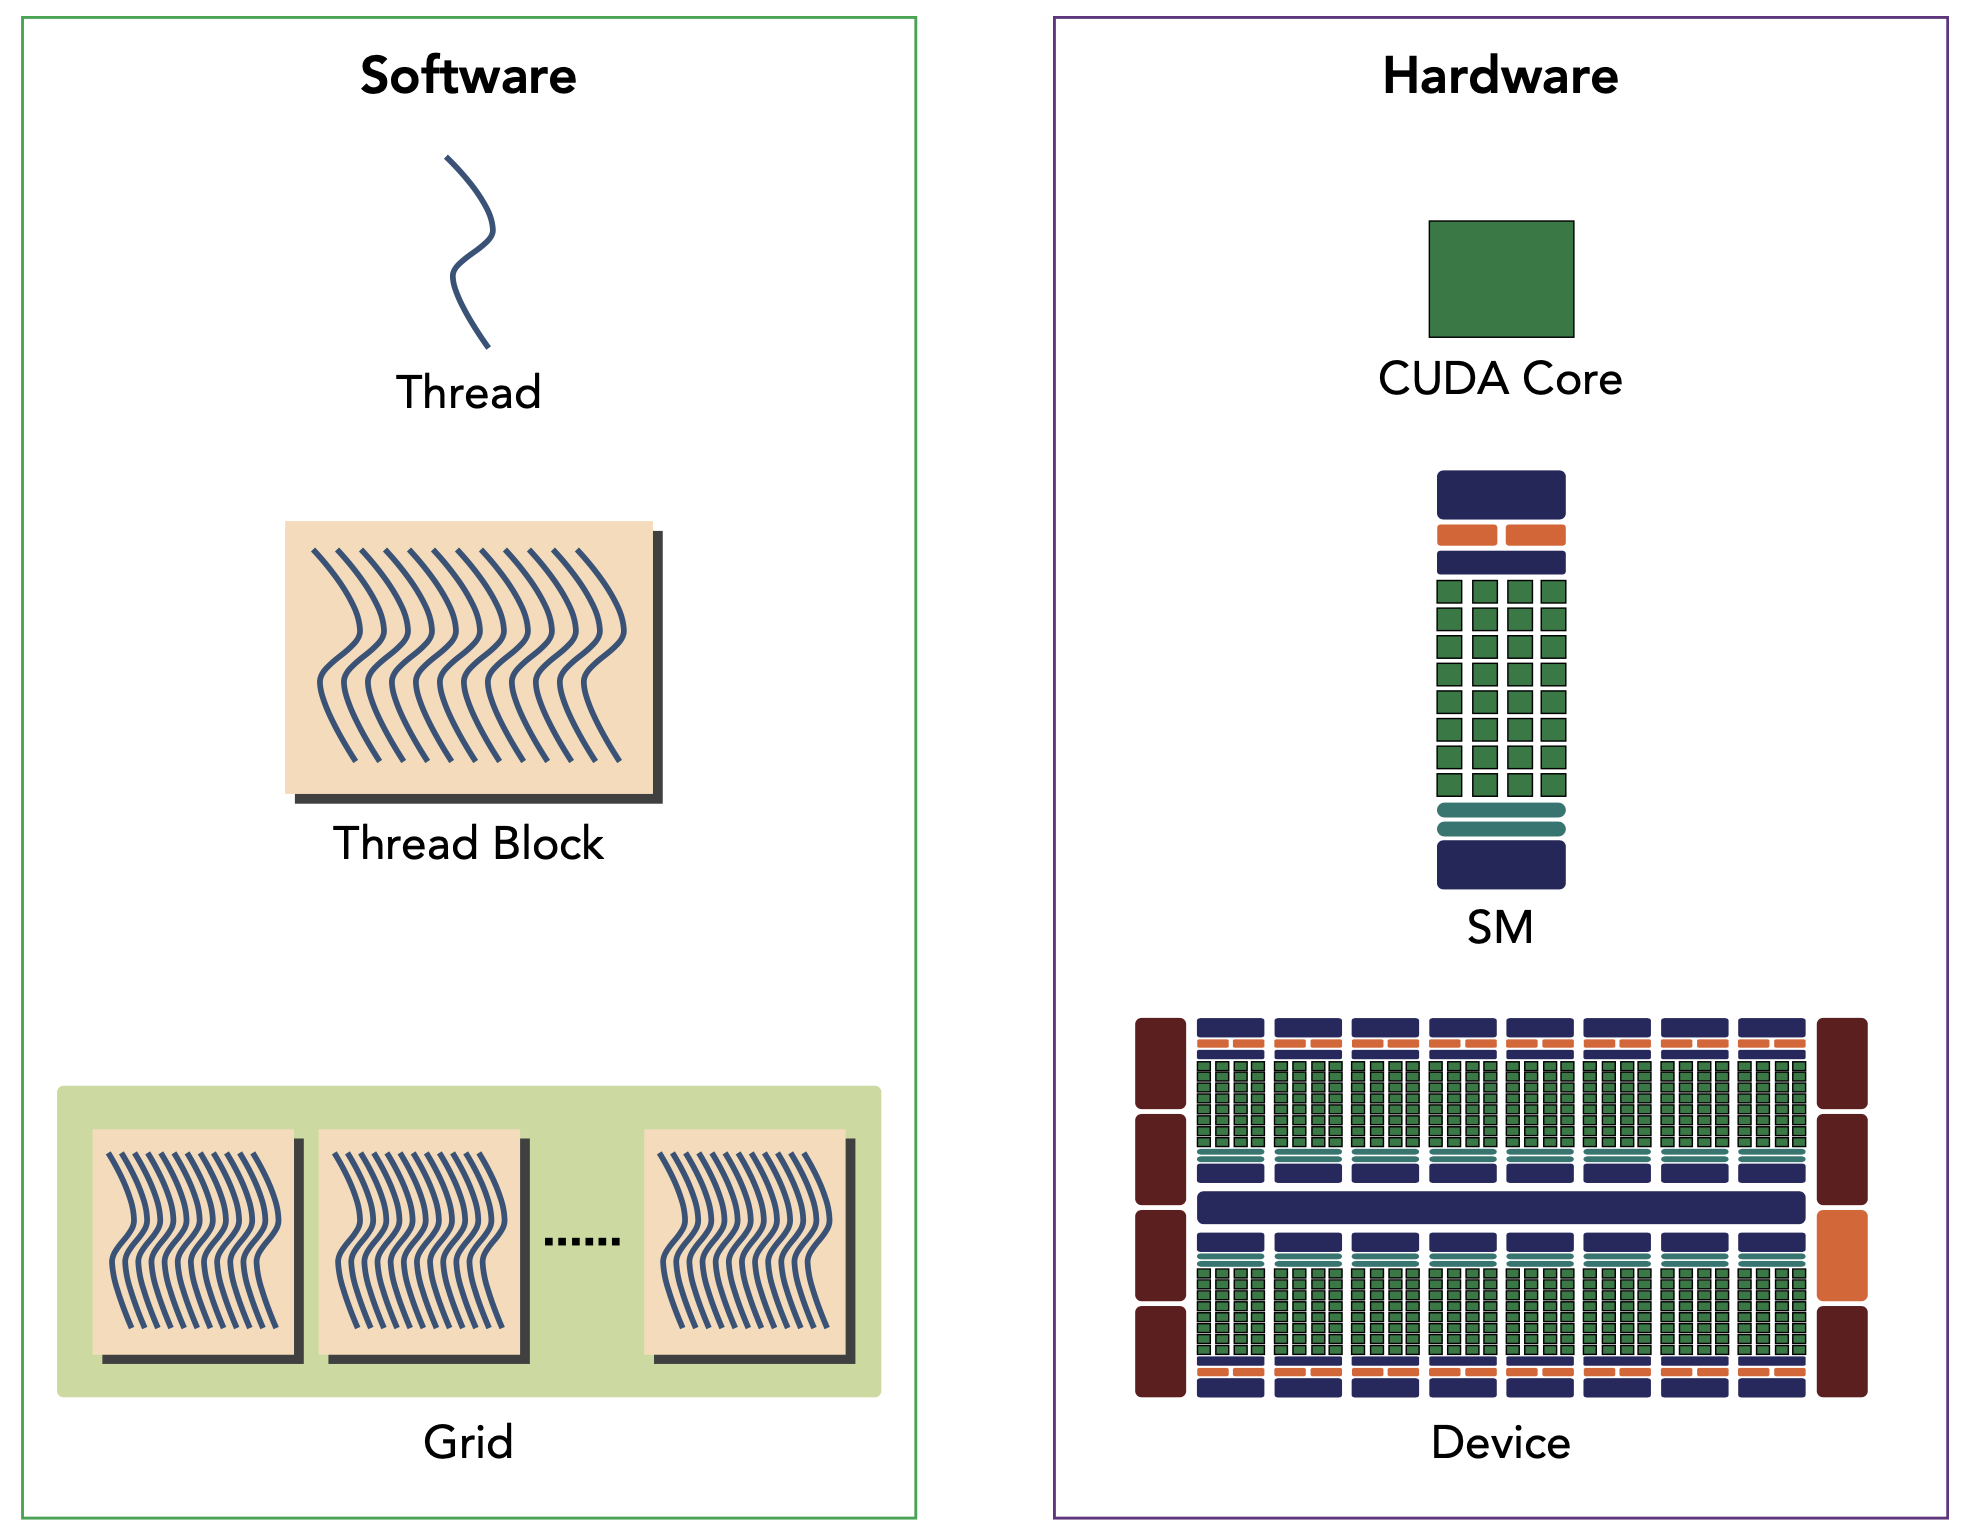 Software
Thread
Thread Block
Grid
Hardware
CUDA Core
SM
Device